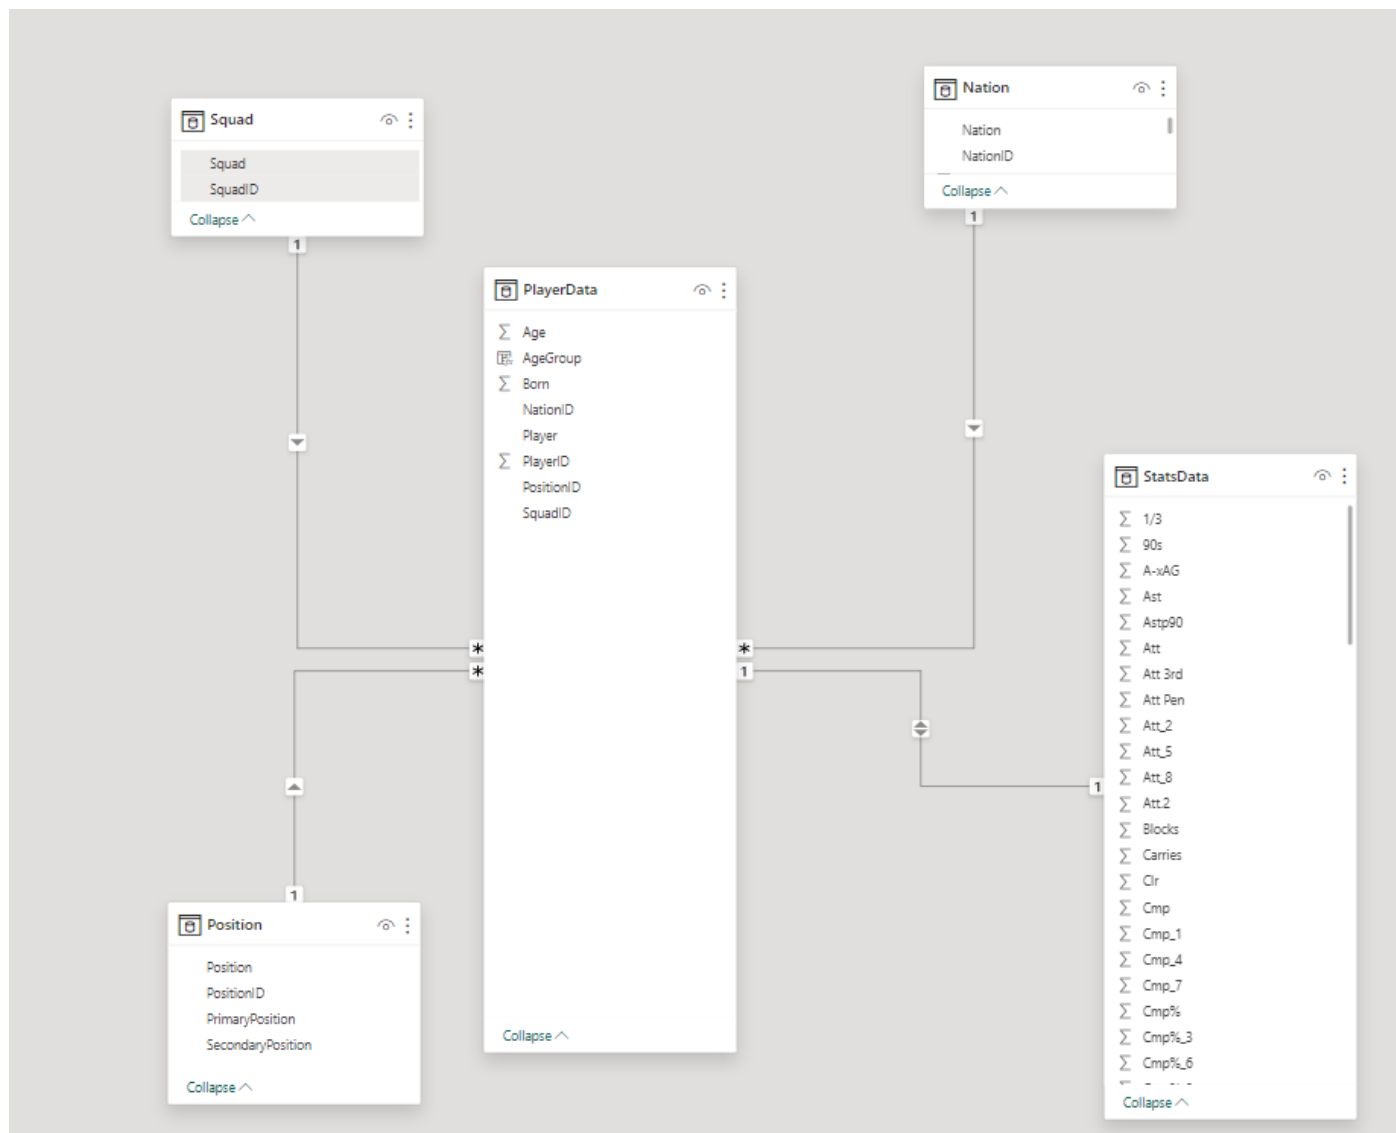 Squad
Squad
SquadID
Collapse
1
Nation
Nation
NationID
Collapse
1
PlayerData
Age
AgeGroup
Born
NationID
Player
PlayerID
PositionID
SquadID
Collapse
*
*
*
1
1
StatsData
1/3
90s
A-xAG
Ast
Astp90
Att
Att 3rd
Att Pen
Att_2
Att_5
Att_8
Att.2
Blocks
Carries
Clr
Cmp
Cmp_1
Cmp_4
Cmp_7
Cmp%
Cmp%_3
Cmp%_6
Collapse
1
Position
Position
PositionID
PrimaryPosition
SecondaryPosition
Collapse